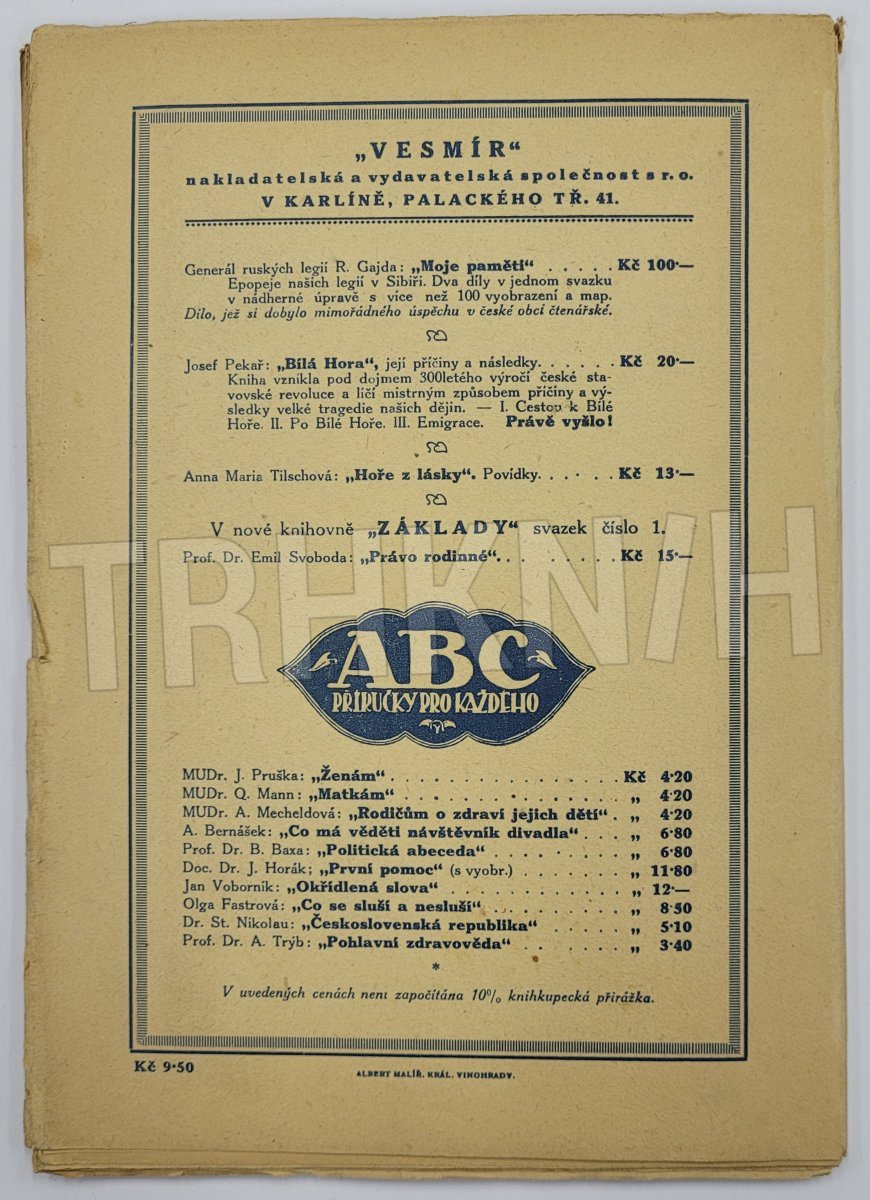 „VESMÍR“
nakladatelská a vydavatelská společnost s r. o.
V KARLÍNĚ, PALACKÉHO TŘ. 41.
Generál ruských legií R. Gajda: „Moje paměti“ . . . . . Kč 100·—
Epopeje našich legií v Sibiři. Dva díly v jednom svazku
v nádherné úpravě s více než 100 vyobrazení a map.
Dílo, jež si dobylo mimořádného úspěchu v české obci čtenářské.
Josef Pekař: „Bílá Hora“, její příčiny a následky. . . . . . Kč 20·—
Kniha vznikla pod dojmem 300letého výročí české sta-
vovské revoluce a líčí mistrným způsobem příčiny a vý-
sledky velké tragedie našich dějin. — I. Cestou k Bílé
Hoře. II. Po Bílé Hoře. III. Emigrace. Právě vyšlo!
Anna Maria Tilschová: „Hoře z lásky“. Povídky. . . . . . Kč 13·—
V nové knihovně „ZÁKLADY“ svazek číslo 1.
Prof. Dr. Emil Svoboda: „Právo rodinné“. . . . . . . . . Kč 15·—
TRHKNIH
ABC
PŘÍRUČKY PRO KAŽDÉHO
MUDr. J. Pruška: „Ženám“ . . . . . . . . . . . . . . . . Kč 4·20
MUDr. Q. Mann: „Matkám“ . . . . . . . . . . . . . . . „ 4·20
MUDr. A. Mecheldová: „Rodičům o zdraví jejich dětí“ . „ 4·20
A. Bernášek: „Co má věděti návštěvník divadla“ . . . „ 6·80
Prof. Dr. B. Baxa: „Politická abeceda“ . . . . . . . . . „ 6·80
Doc. Dr. J. Horák; „První pomoc“ (s vyobr.) . . . . . . . „ 11·80
Jan Voborník: „Okřídlená slova“ . . . . . . . . . . . . „ 12·—
Olga Fastrová: „Co se sluší a nesluší“ . . . . . . . . . „ 8·50
Dr. St. Nikolau: „Československá republika“ . . . . . „ 5·10
Prof. Dr. A. Trýb: „Pohlavní zdravověda“ . . . . . . . „ 3·40
*
V uvedených cenách není započítána 10% knihkupecká přirážka.
Kč 9·50
ALBERT MALÍŘ, KRÁL. VINOHRADY.